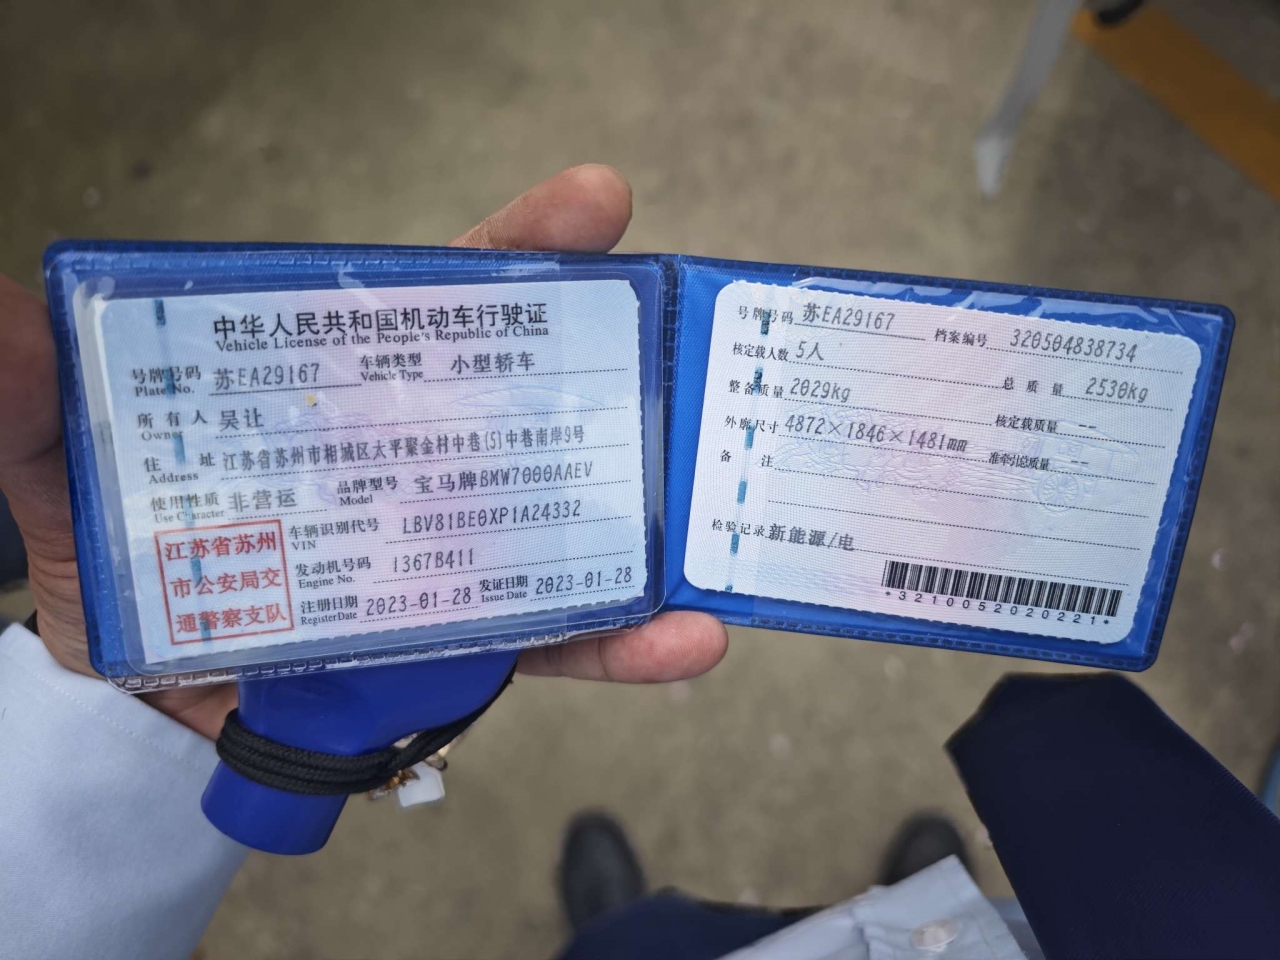 中华人民共和国机动车行驶证
Vehicle License of the People's Republic of China
号牌号码 苏EA29167 车辆类型 小型轿车
Plate No. Vehicle Type
所有人 吴让
Owner
住址 江苏省苏州市相城区太平聚金村中巷(5)中巷南岸9号
Address
使用性质 非营运 品牌型号 宝马牌BMW7000AAEV
Use Character Model
江苏省苏州
市公安局交
通警察支队
车辆识别代号 LBV81BE0XP1A24332
VIN
发动机号码 1367B411
Engine No.
注册日期 2023-01-28 发证日期 2023-01-28
Register Date Issue Date
号牌号码 苏EA29167 档案编号 320504838734
核定载人数 5人 总质量 2530kg
整备质量 2029kg 核定载质量 --
外廓尺寸 4872×1846×1481mm 准牵引总质量 --
备注
检验记录 新能源/电
*3210052020221*